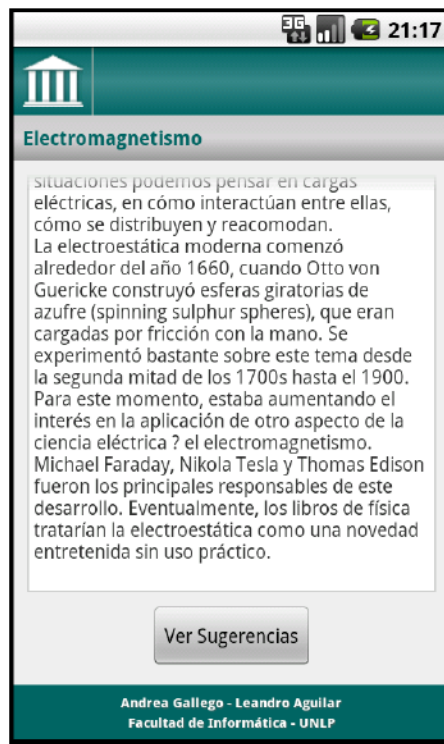 3G 21:17
Electromagnetismo
situaciones podemos pensar en cargas
eléctricas, en cómo interactúan entre ellas,
cómo se distribuyen y reacomodan.
La electroestática moderna comenzó
alrededor del año 1660, cuando Otto von
Guericke construyó esferas giratorias de
azufre (spinning sulphur spheres), que eran
cargadas por fricción con la mano. Se
experimentó bastante sobre este tema desde
la segunda mitad de los 1700s hasta el 1900.
Para este momento, estaba aumentando el
interés en la aplicación de otro aspecto de la
ciencia eléctrica ? el electromagnetismo.
Michael Faraday, Nikola Tesla y Thomas Edison
fueron los principales responsables de este
desarrollo. Eventualmente, los libros de física
tratarían la electroestática como una novedad
entretenida sin uso práctico.
Ver Sugerencias
Andrea Gallego - Leandro Aguilar
Facultad de Informática - UNLP